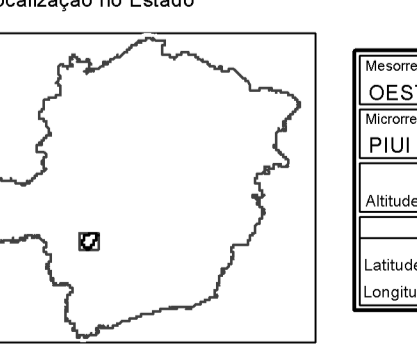 ocalização no Estado
Mesorre
OEST
Microrre
PIUI
Altitude
Latitude
Longitu